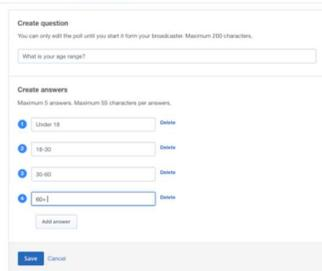 Create question
You can only edit the poll until you start it form your broadcaster. Maximum 200 characters.
What is your age range?
Create answers
Maximum 5 answers. Maximum 55 characters per answers.
1 Under 18 Delete
2 18-30 Delete
3 30-60 Delete
4 60+ Delete
Add answer
Save Cancel